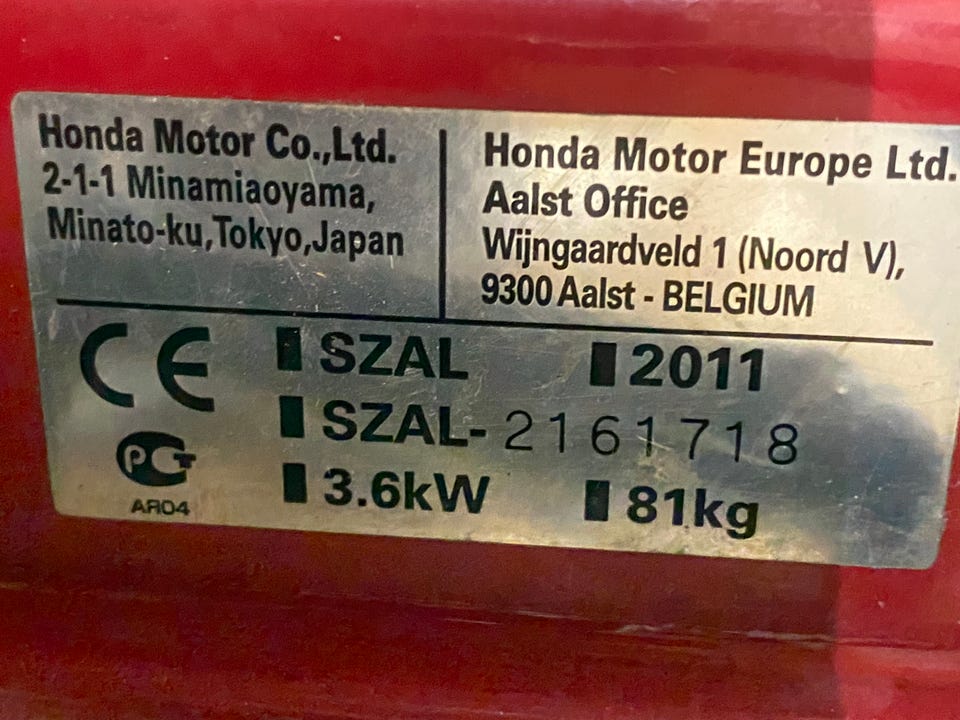 Honda Motor Co.,Ltd.
2-1-1 Minamiaoyama,
Minato-ku,Tokyo,Japan
Honda Motor Europe Ltd.
Aalst Office
Wijngaardveld 1 (Noord V),
9300 Aalst - BELGIUM
CE
SZAL 2011
SZAL-2161718
3.6kW 81kg
PCT
AR04